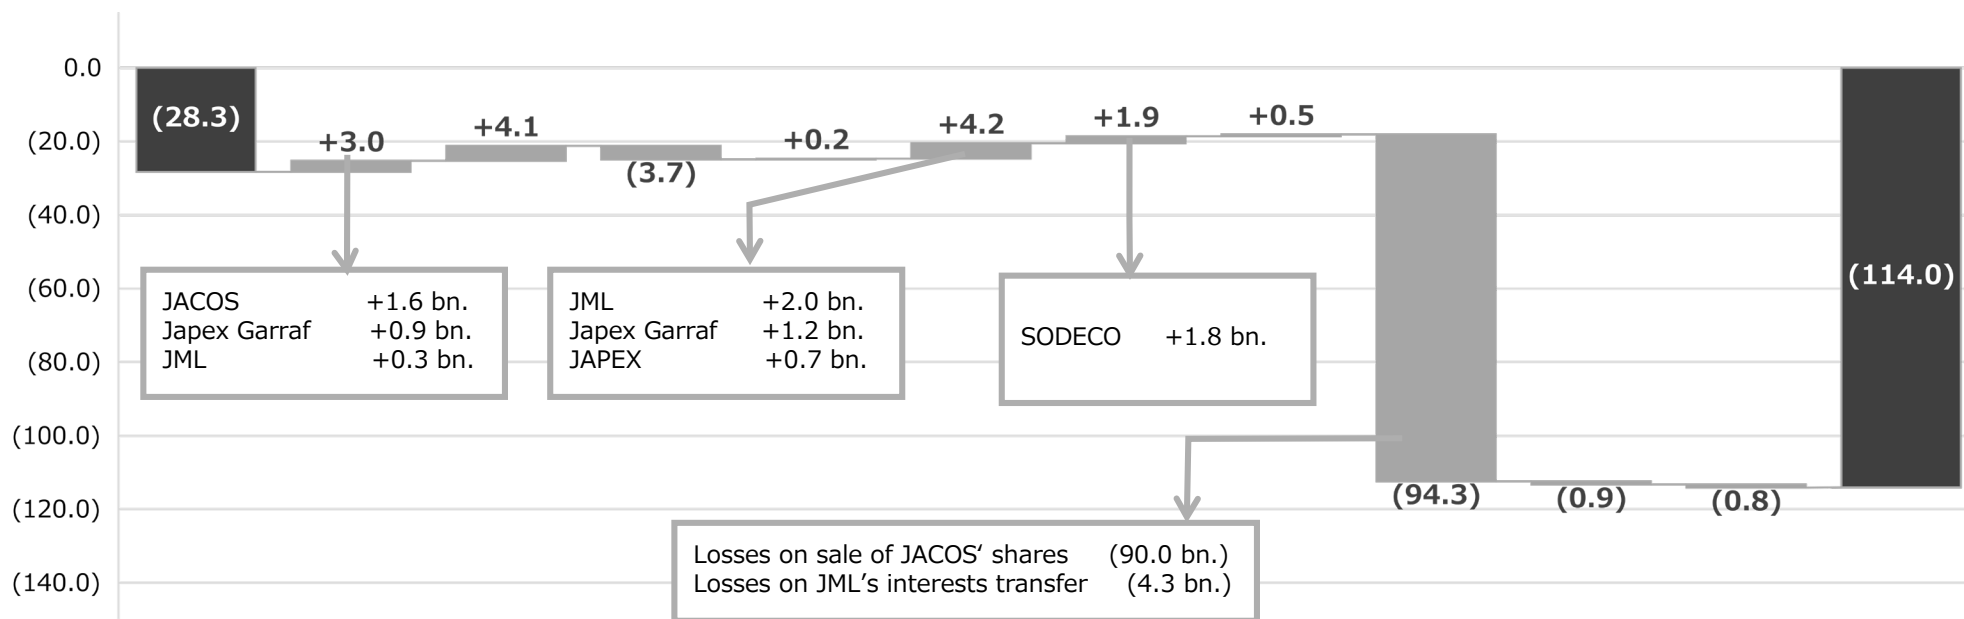 0.0
(20.0)
(40.0)
(60.0)
(80.0)
(100.0)
(120.0)
(140.0)
(28.3)
+3.0
+4.1
(3.7)
+0.2
+4.2
+1.9
+0.5
(94.3)
(0.9)
(0.8)
(114.0)
JACOS +1.6 bn.
Japex Garraf +0.9 bn.
JML +0.3 bn.
JML +2.0 bn.
Japex Garraf +1.2 bn.
JAPEX +0.7 bn.
SODECO +1.8 bn.
Losses on sale of JACOS‘ shares (90.0 bn.)
Losses on JML’s interests transfer (4.3 bn.)